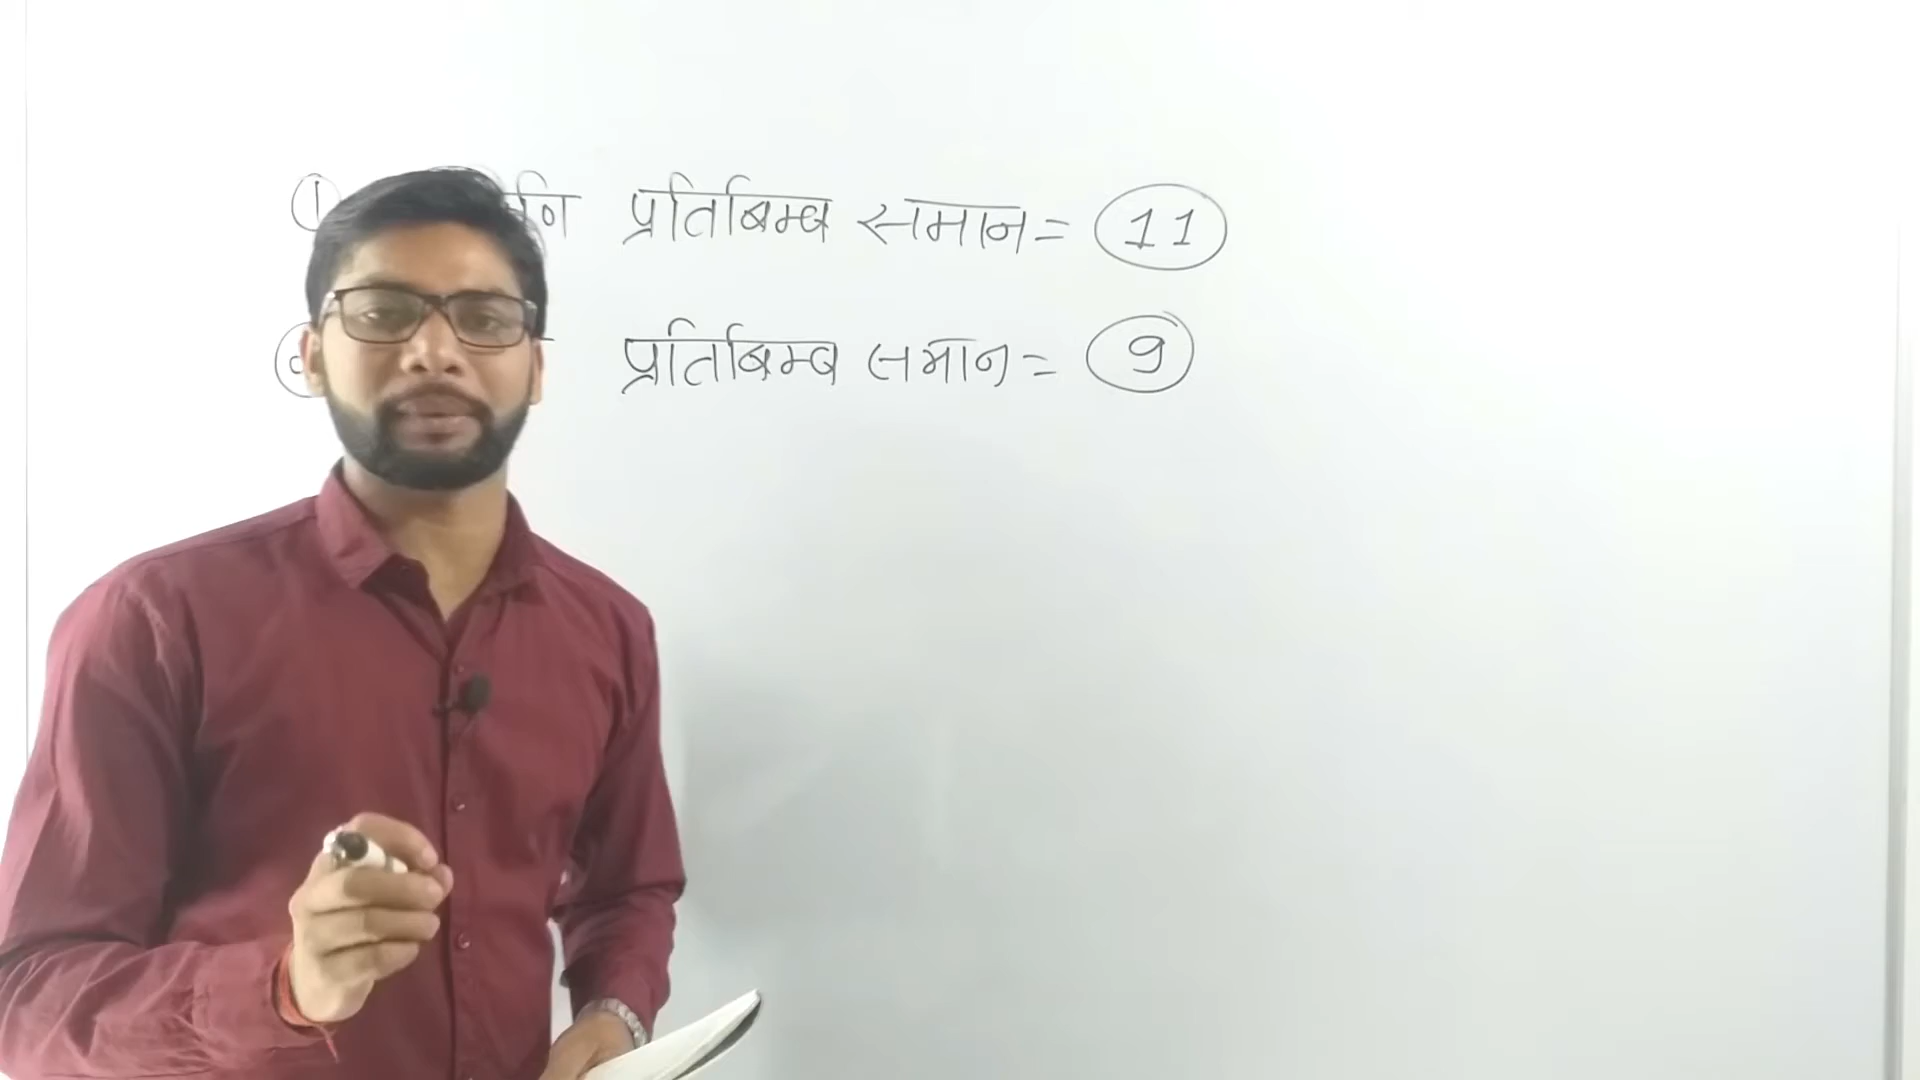 ① प्रतिबिम्ब समान = 11
प्रतिबिम्ब समान = 9